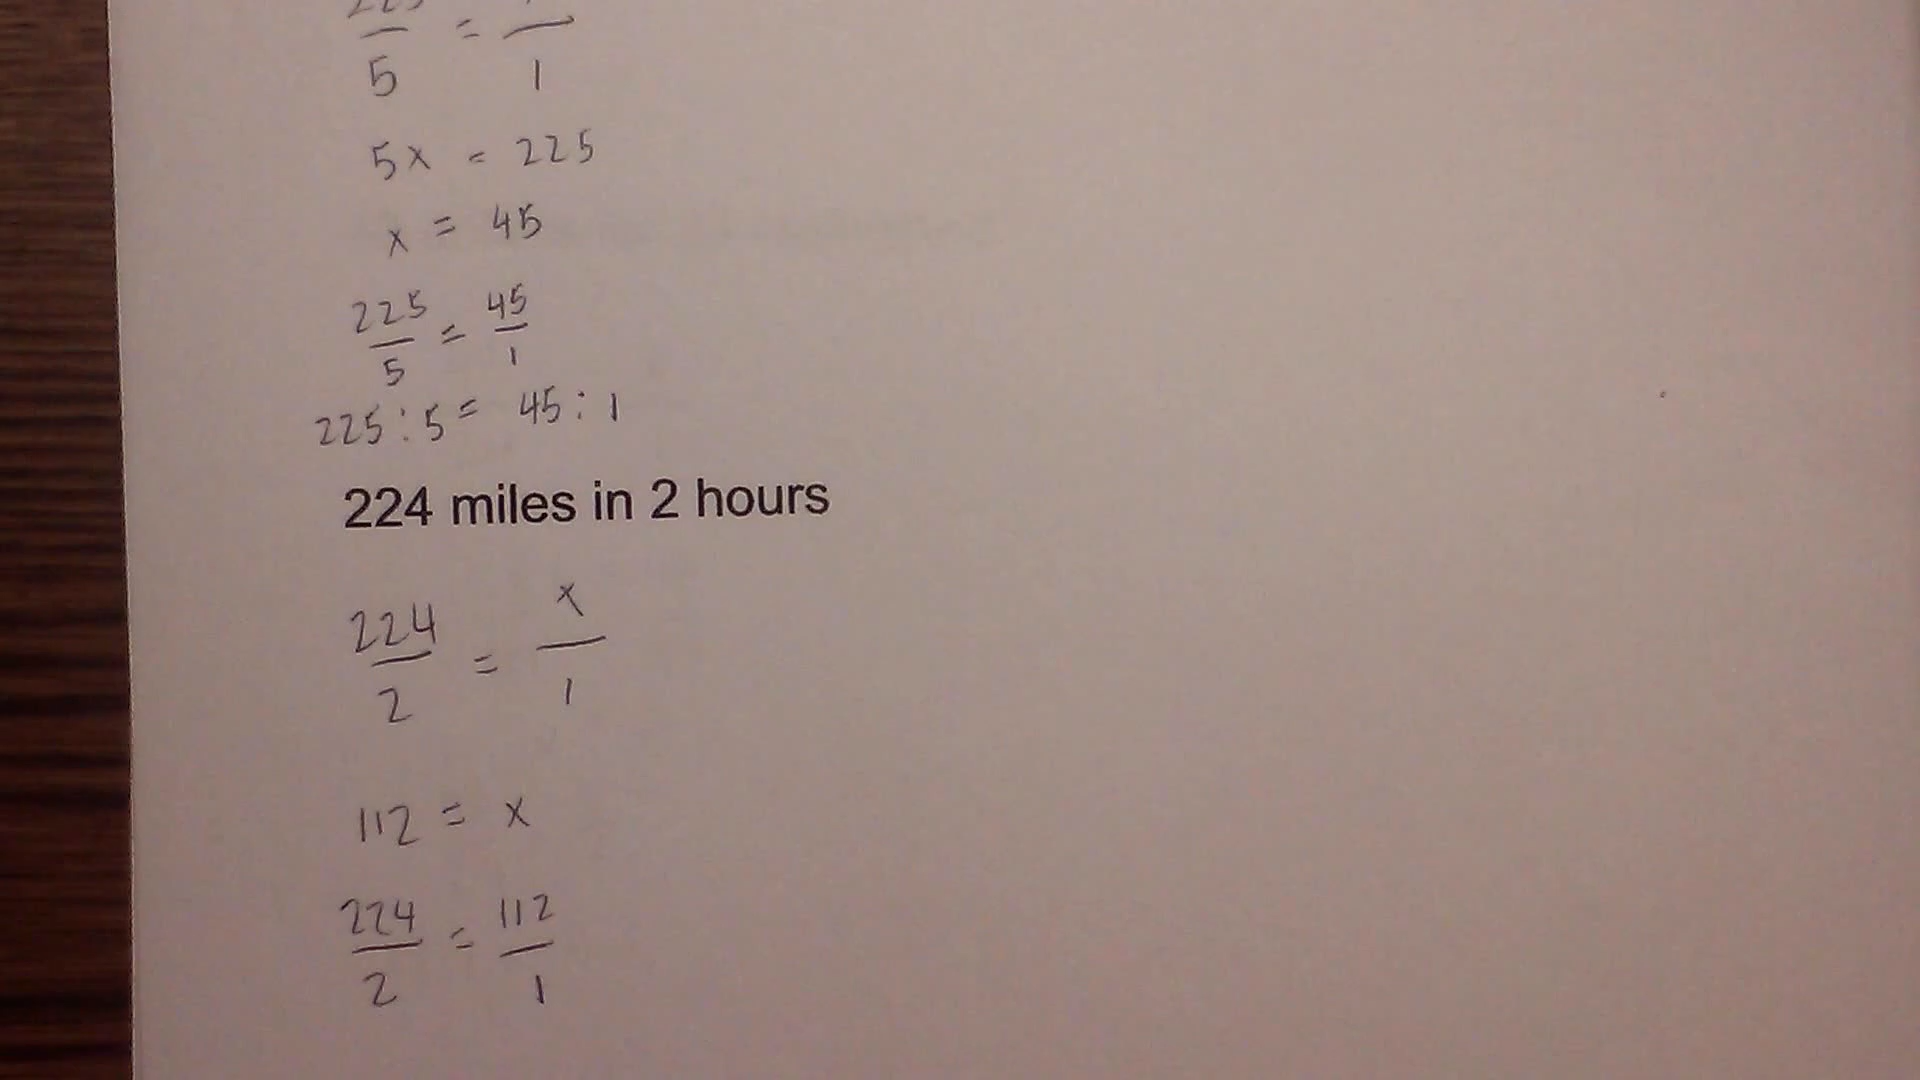 5 = 1
5x = 225
x = 45
225/5 = 45/1
225 : 5 = 45 : 1
224 miles in 2 hours
224/2 = x/1
112 = x
224/2 = 112/1